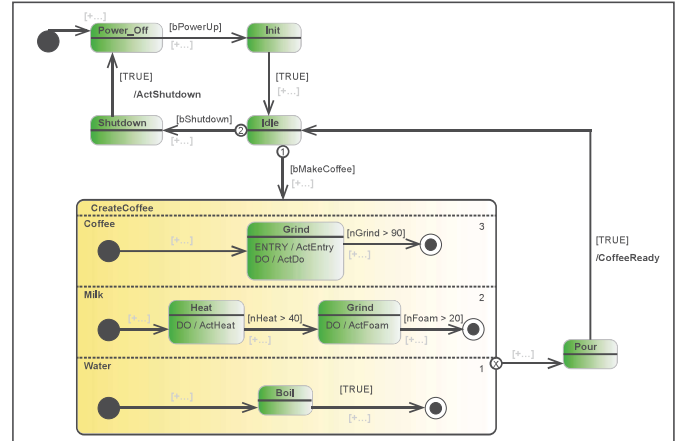 [+...]
Power_Off
[bPowerUp]
[+...]
Init
[TRUE]
/ActShutdown
[TRUE]
[+...]
Shutdown
[bShutdown]
[+...]
2
Idle
1
[bMakeCoffee]
[+...]
CreateCoffee
Coffee
3
[+...]
Grind
ENTRY / ActEntry
DO / ActDo
[nGrind > 90]
[+...]
[TRUE]
/CoffeeReady
Milk
2
[+...]
Heat
DO / ActHeat
[nHeat > 40]
[+...]
Grind
DO / ActFoam
[nFoam > 20]
[+...]
Water
1
X
[+...]
Pour
[+...]
Boil
[TRUE]
[+...]